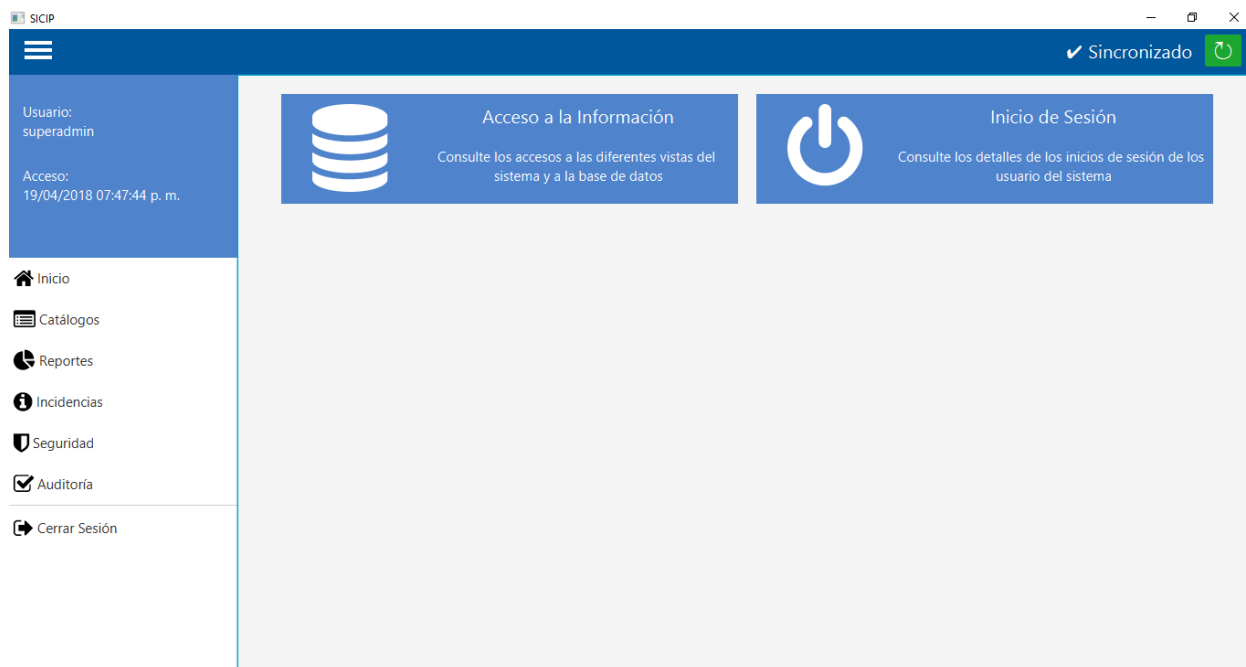 SICIP
✔ Sincronizado
Usuario:
superadmin
Acceso:
19/04/2018 07:47:44 p. m.
Inicio
Catálogos
Reportes
Incidencias
Seguridad
Auditoría
Cerrar Sesión
Acceso a la Información
Consulte los accesos a las diferentes vistas del
sistema y a la base de datos
Inicio de Sesión
Consulte los detalles de los inicios de sesión de los
usuario del sistema